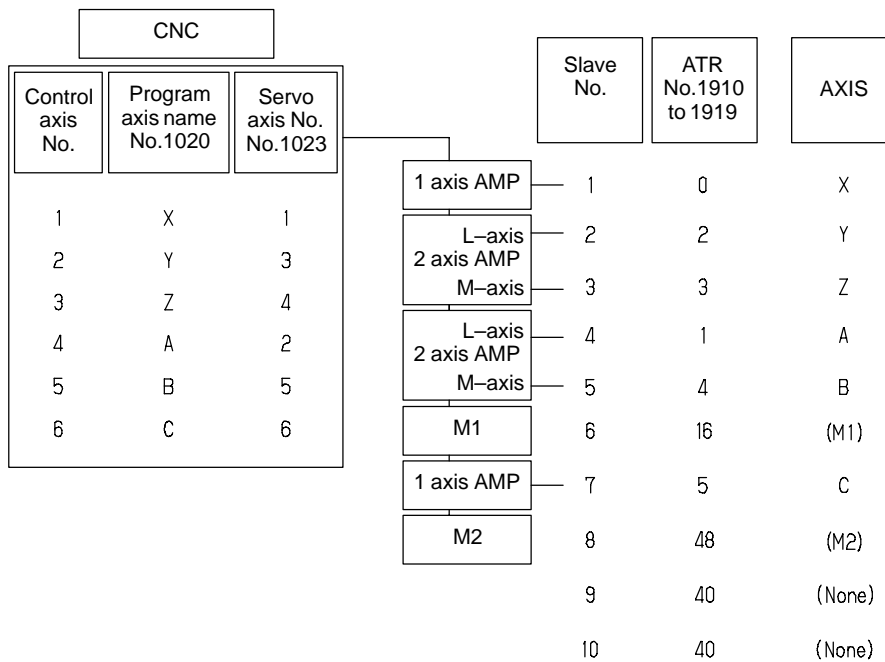 CNC
Control axis No.
Program axis name No.1020
Servo axis No. No.1023
1 X 1
2 Y 3
3 Z 4
4 A 2
5 B 5
6 C 6
Slave No.
ATR No.1910 to 1919
AXIS
1 axis AMP 1 0 X
L–axis 2 2 Y
2 axis AMP
M–axis 3 3 Z
L–axis 4 1 A
2 axis AMP
M–axis 5 4 B
M1 6 16 (M1)
1 axis AMP 7 5 C
M2 8 48 (M2)
9 40 (None)
10 40 (None)